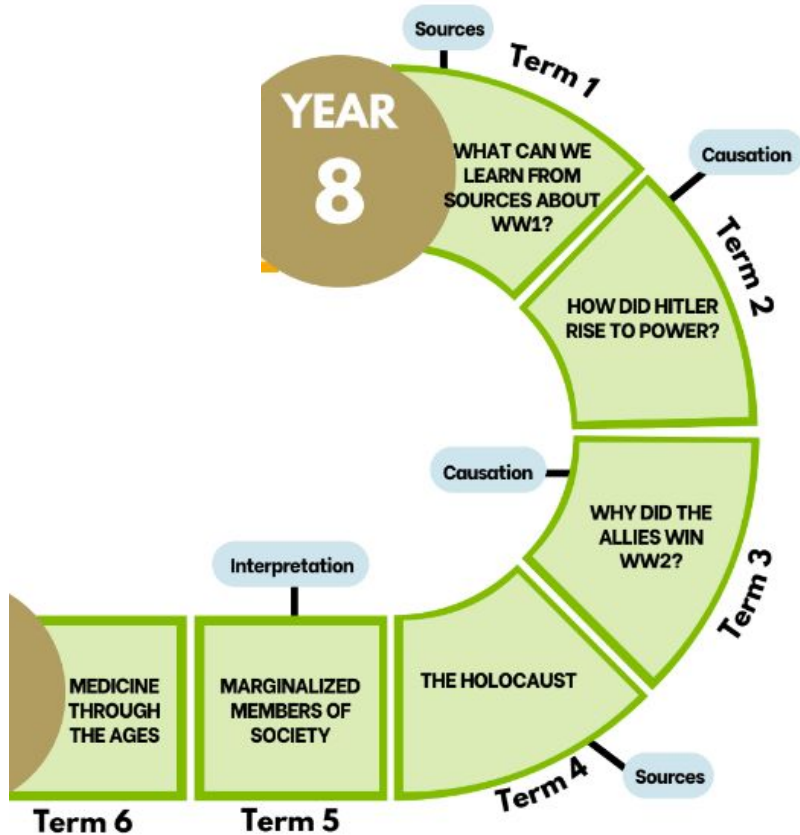 YEAR
8
Sources
Term 1
WHAT CAN WE
LEARN FROM
SOURCES ABOUT
WW1?
Causation
Term 2
HOW DID HITLER
RISE TO POWER?
Causation
WHY DID THE
ALLIES WIN
WW2?
Term 3
THE HOLOCAUST
Term 4
Sources
Interpretation
MARGINALIZED
MEMBERS OF
SOCIETY
Term 5
MEDICINE
THROUGH
THE AGES
Term 6